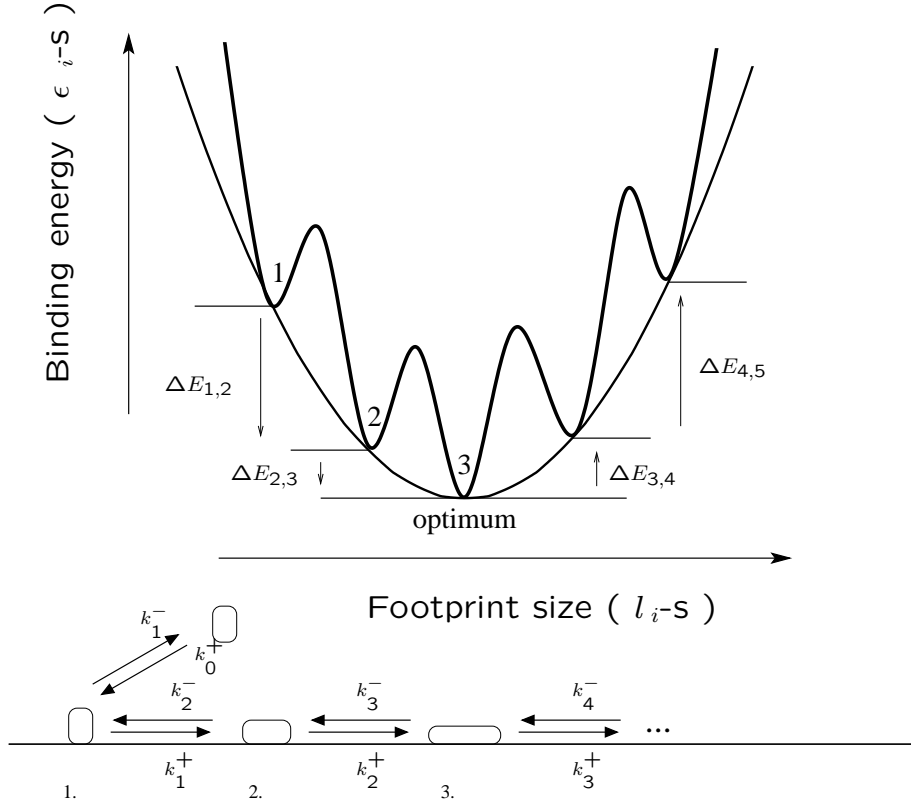 Binding energy ( ϵ i-s )
1
2
3
ΔE1,2
ΔE2,3
ΔE3,4
ΔE4,5
optimum
Footprint size ( l i-s )
k1−
k0+
k2−
k3−
k4−
...
k1+
k2+
k3+
1.
2.
3.